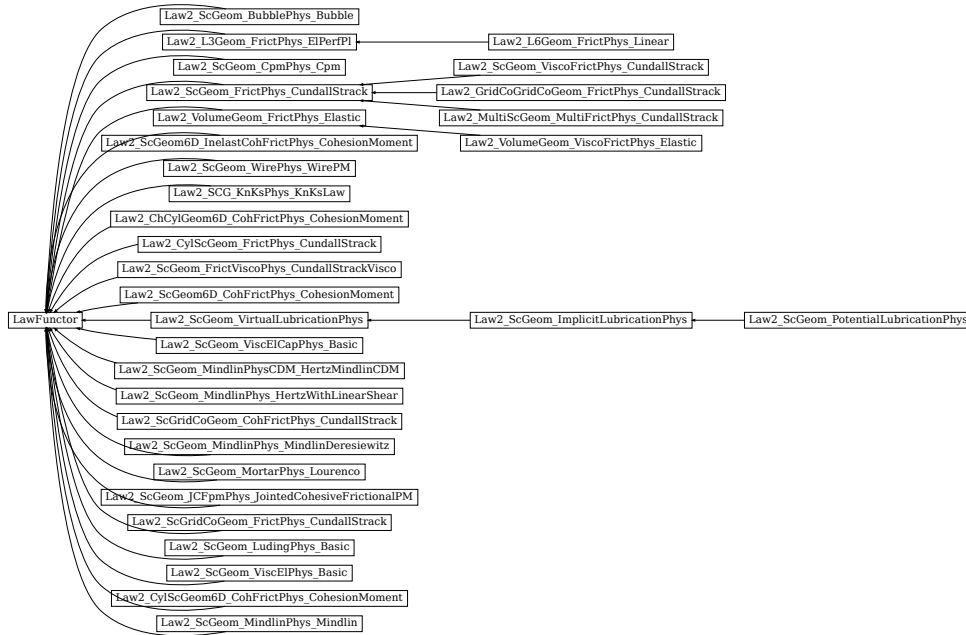 Law2_ScGeom_BubblePhys_Bubble
Law2_L3Geom_FrictPhys_ElPerfPl
Law2_L6Geom_FrictPhys_Linear
Law2_ScGeom_CpmPhys_Cpm
Law2_ScGeom_ViscoFrictPhys_CundallStrack
Law2_ScGeom_FrictPhys_CundallStrack
Law2_GridCoGridCoGeom_FrictPhys_CundallStrack
Law2_VolumeGeom_FrictPhys_Elastic
Law2_MultiScGeom_MultiFrictPhys_CundallStrack
Law2_ScGeom6D_InelastCohFrictPhys_CohesionMoment
Law2_VolumeGeom_ViscoFrictPhys_Elastic
Law2_ScGeom_WirePhys_WirePM
Law2_SCG_KnKsPhys_KnKsLaw
Law2_ChCylGeom6D_CohFrictPhys_CohesionMoment
Law2_CylScGeom_FrictPhys_CundallStrack
Law2_ScGeom_FrictViscoPhys_CundallStrackVisco
Law2_ScGeom6D_CohFrictPhys_CohesionMoment
LawFunctor
Law2_ScGeom_VirtualLubricationPhys
Law2_ScGeom_ImplicitLubricationPhys
Law2_ScGeom_PotentialLubricationPhys
Law2_ScGeom_ViscElCapPhys_Basic
Law2_ScGeom_MindlinPhysCDM_HertzMindlinCDM
Law2_ScGeom_MindlinPhys_HertzWithLinearShear
Law2_ScGridCoGeom_CohFrictPhys_CundallStrack
Law2_ScGeom_MindlinPhys_MindlinDeresiewitz
Law2_ScGeom_MortarPhys_Lourenco
Law2_ScGeom_JCFpmPhys_JointedCohesiveFrictionalPM
Law2_ScGridCoGeom_FrictPhys_CundallStrack
Law2_ScGeom_LudingPhys_Basic
Law2_ScGeom_ViscElPhys_Basic
Law2_CylScGeom6D_CohFrictPhys_CohesionMoment
Law2_ScGeom_MindlinPhys_Mindlin